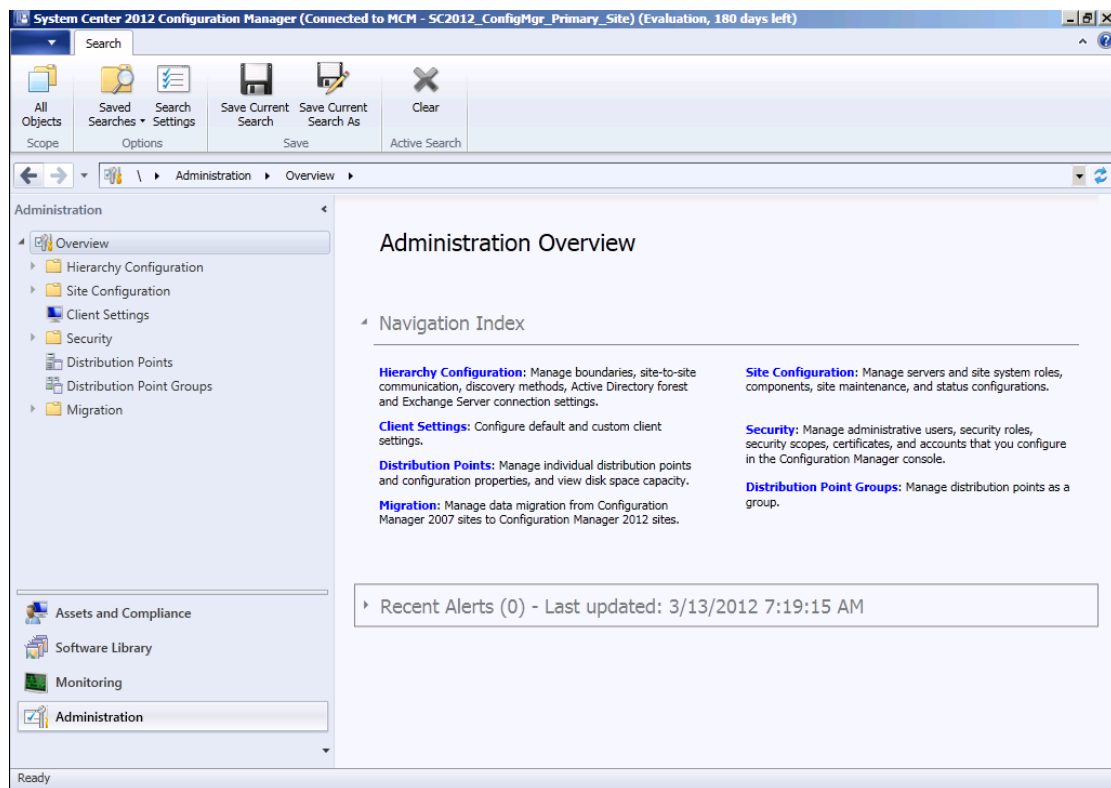 System Center 2012 Configuration Manager (Connected to MCM - SC2012_ConfigMgr_Primary_Site) (Evaluation, 180 days left)
Search
All Objects
Saved Searches
Search Settings
Save Current Search
Save Current Search As
Clear
Scope
Options
Save
Active Search
\ Administration Overview
Administration
Overview
Hierarchy Configuration
Site Configuration
Client Settings
Security
Distribution Points
Distribution Point Groups
Migration
Assets and Compliance
Software Library
Monitoring
Administration
Administration Overview
Navigation Index
Hierarchy Configuration: Manage boundaries, site-to-site
communication, discovery methods, Active Directory forest
and Exchange Server connection settings.
Client Settings: Configure default and custom client
settings.
Distribution Points: Manage individual distribution points
and configuration properties, and view disk space capacity.
Migration: Manage data migration from Configuration
Manager 2007 sites to Configuration Manager 2012 sites.
Site Configuration: Manage servers and site system roles,
components, site maintenance, and status configurations.
Security: Manage administrative users, security roles,
security scopes, certificates, and accounts that you configure
in the Configuration Manager console.
Distribution Point Groups: Manage distribution points as a
group.
Recent Alerts (0) - Last updated: 3/13/2012 7:19:15 AM
Ready